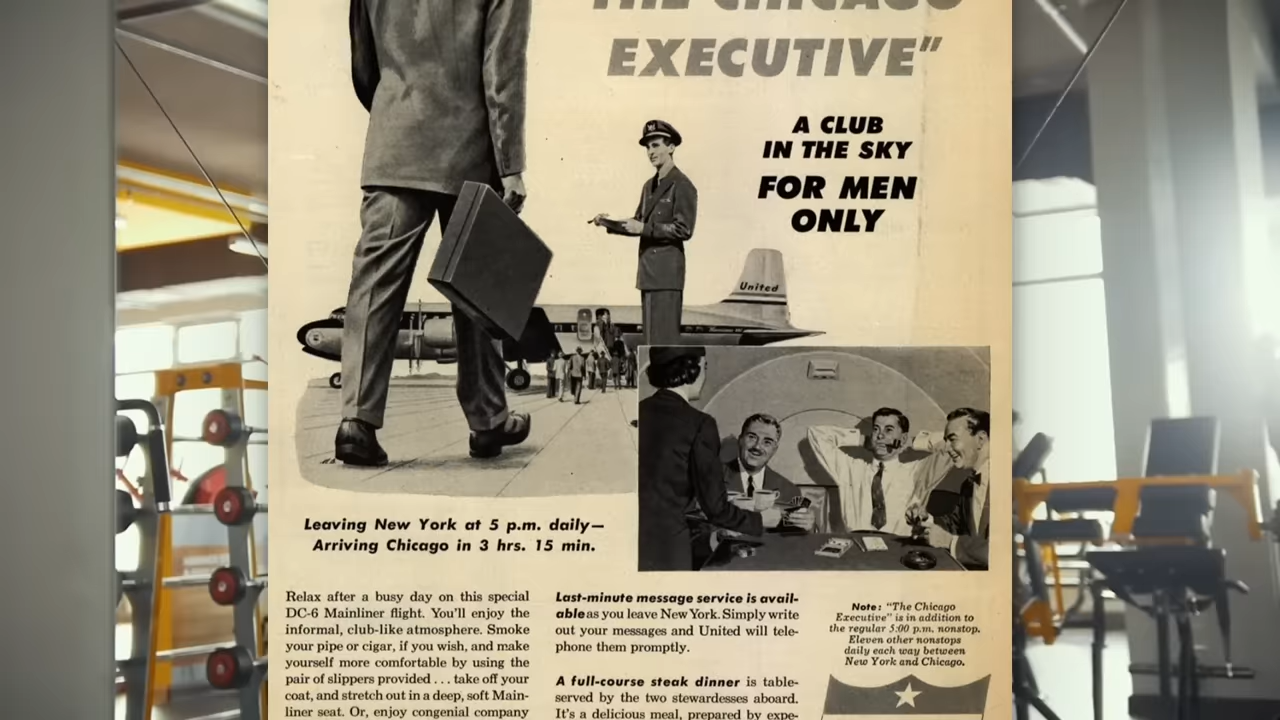 THE CHICAGO
EXECUTIVE"
A CLUB
IN THE SKY
FOR MEN
ONLY
United
Leaving New York at 5 p.m. daily—
Arriving Chicago in 3 hrs. 15 min.
Relax after a busy day on this special
DC-6 Mainliner flight. You'll enjoy the
informal, club-like atmosphere. Smoke
your pipe or cigar, if you wish, and make
yourself more comfortable by using the
pair of slippers provided . . . take off your
coat, and stretch out in a deep, soft Main-
liner seat. Or, enjoy congenial company
Last-minute message service is avail-
able as you leave New York. Simply write
out your messages and United will tele-
phone them promptly.
A full-course steak dinner is table-
served by the two stewardesses aboard.
It's a delicious meal, prepared by expe-
Note: "The Chicago
Executive" is in addition to
the regular 5:00 p.m. nonstop.
Eleven other nonstops
daily each way between
New York and Chicago.